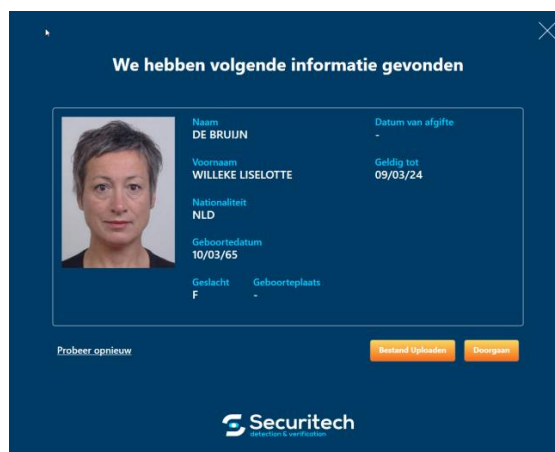 We hebben volgende informatie gevonden
Naam
DE BRUIJN
Voornaam
WILLEKE LISELOTTE
Nationaliteit
NLD
Geboortedatum
10/03/65
Geslacht Geboorteplaats
F -
Datum van afgifte
-
Geldig tot
09/03/24
Probeer opnieuw
Bestand Uploaden
Doorgaan
Securitech
detection & verification